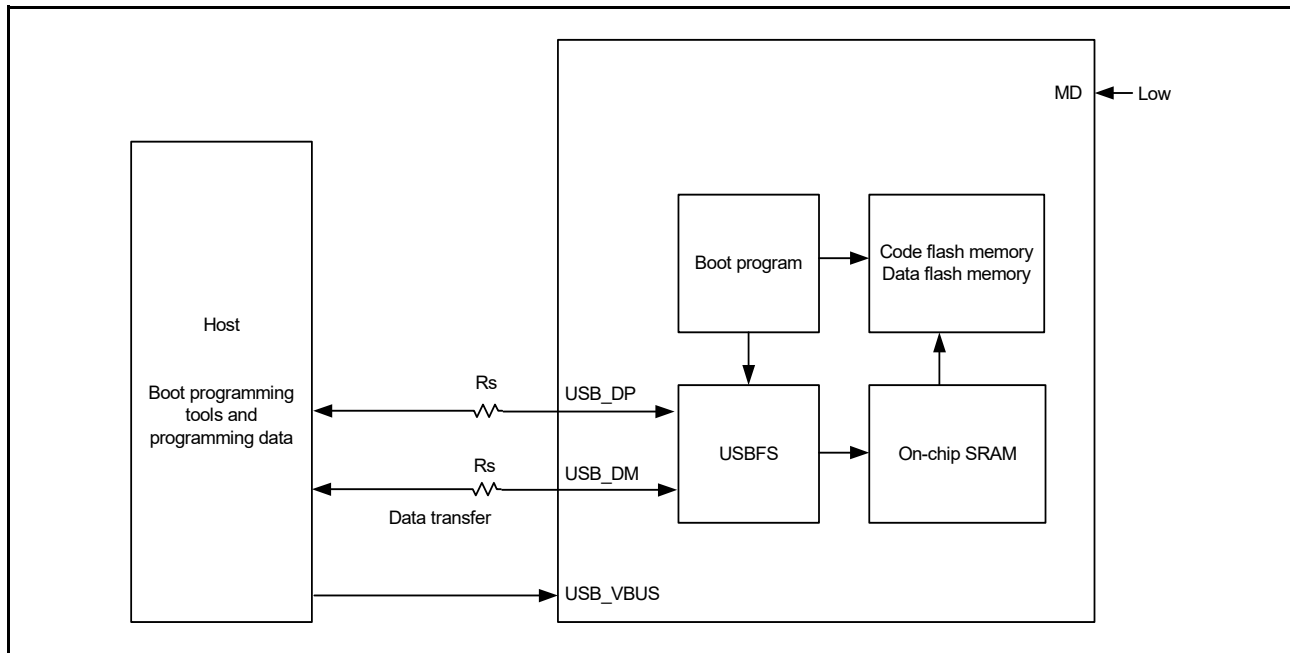 MD
Low
Boot program
Code flash memory
Data flash memory
Host
Boot programming
tools and
programming data
Rs
USB_DP
USBFS
On-chip SRAM
Rs
USB_DM
Data transfer
USB_VBUS